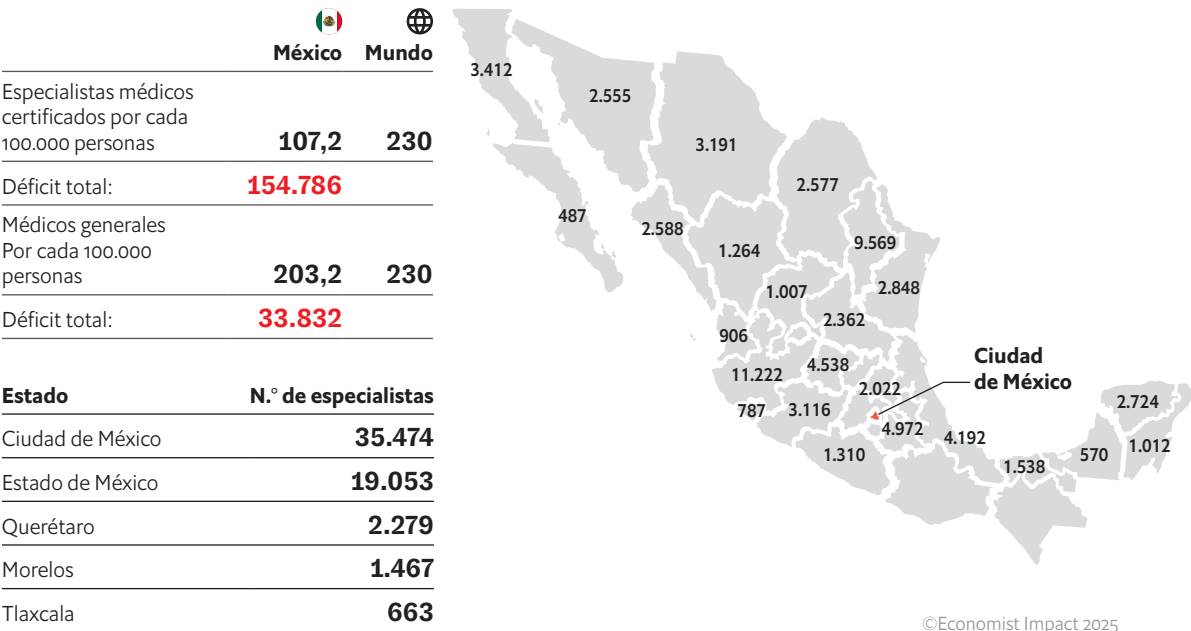 México Mundo
Especialistas médicos
certificados por cada
100.000 personas 107,2 230
Déficit total: 154.786
Médicos generales
Por cada 100.000
personas 203,2 230
Déficit total: 33.832
Estado N.° de especialistas
Ciudad de México 35.474
Estado de México 19.053
Querétaro 2.279
Morelos 1.467
Tlaxcala 663
3.412
2.555
3.191
2.577
487
2.588
1.264
9.569
1.007
2.848
2.362
906
4.538
11.222
2.022
Ciudad
de México
787
3.116
4.972
4.192
2.724
1.310
1.538
570
1.012
©Economist Impact 2025